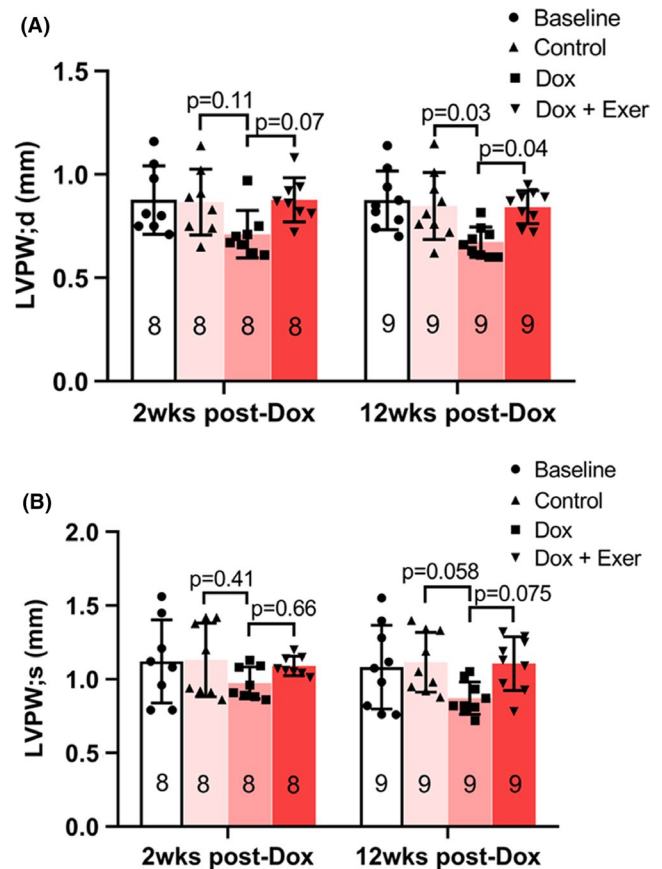 (A)
Baseline
Control
Dox
Dox + Exer
1.5
1.0
0.5
0.0
LVPW;d (mm)
p=0.11
p=0.07
p=0.03
p=0.04
8 8 8 8
9 9 9 9
2wks post-Dox
12wks post-Dox
(B)
Baseline
Control
Dox
Dox + Exer
2.0
1.5
1.0
0.5
0.0
LVPW;s (mm)
p=0.41
p=0.66
p=0.058
p=0.075
8 8 8 8
9 9 9 9
2wks post-Dox
12wks post-Dox